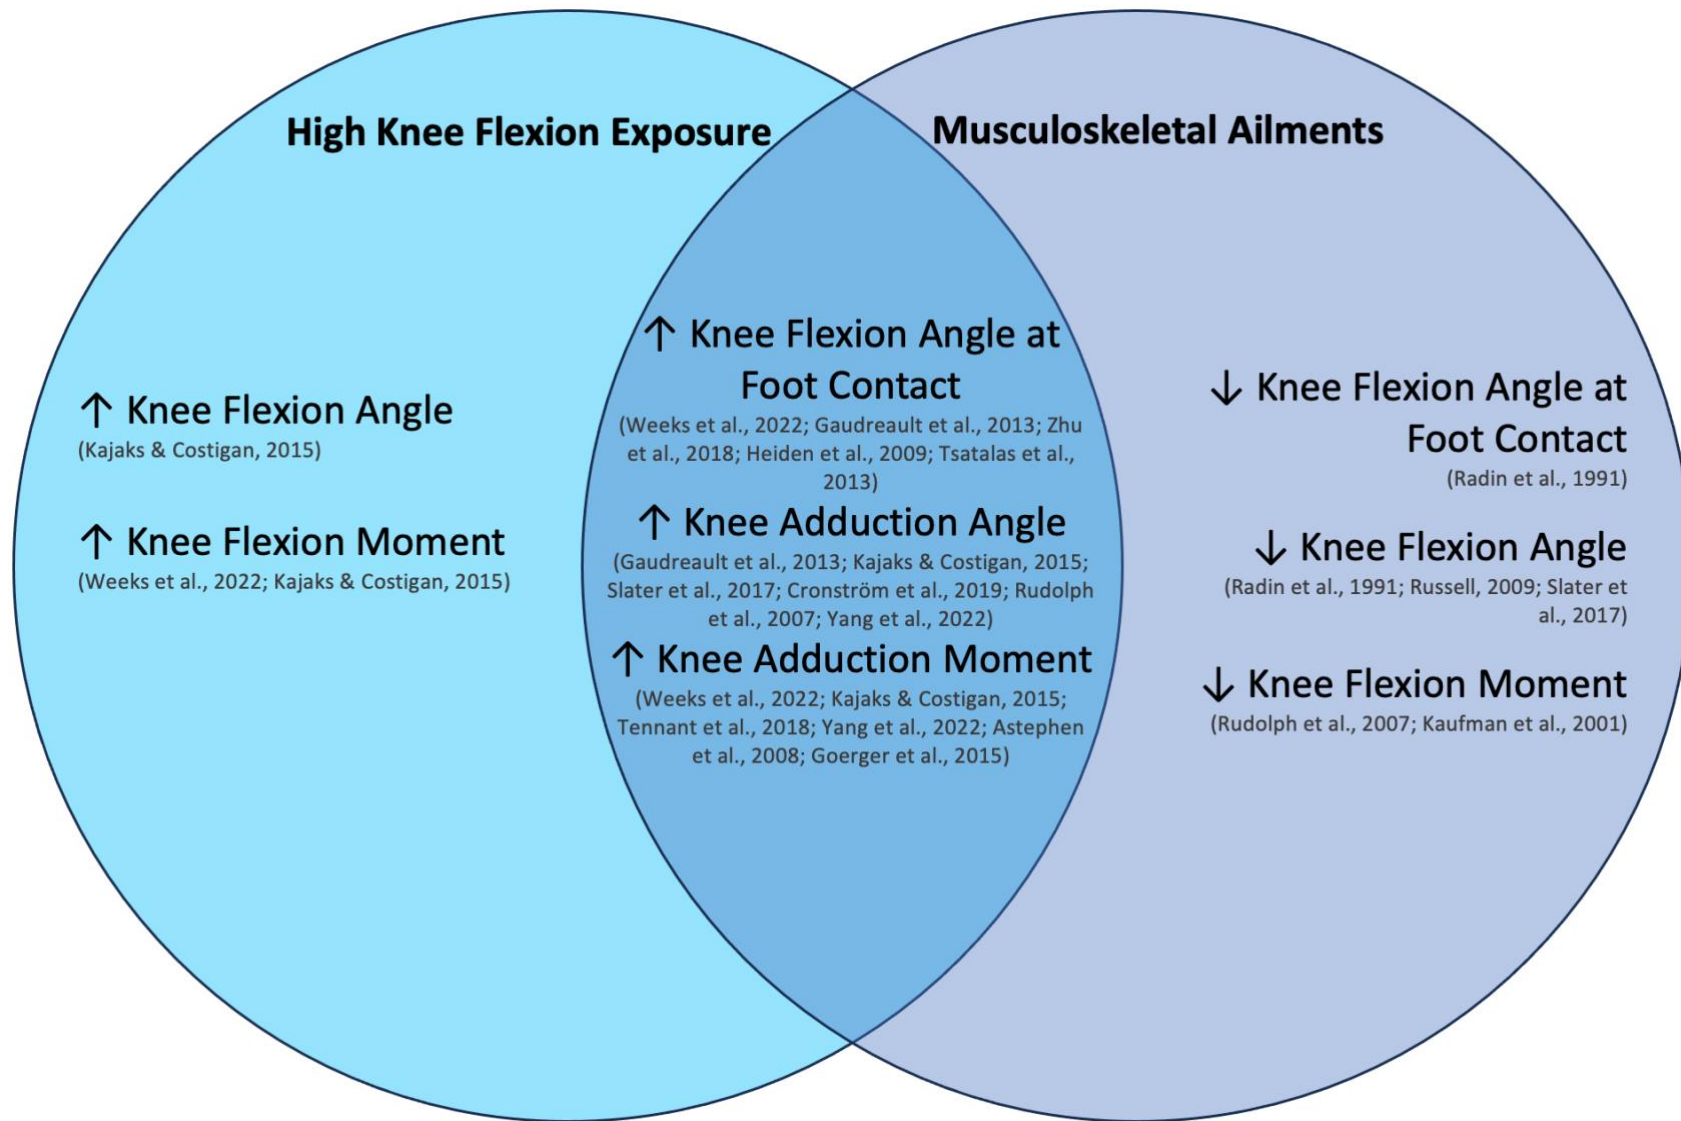 High Knee Flexion Exposure
Musculoskeletal Ailments
↑ Knee Flexion Angle
(Kajaks & Costigan, 2015)
↑ Knee Flexion Moment
(Weeks et al., 2022; Kajaks & Costigan, 2015)
↑ Knee Flexion Angle at
Foot Contact
(Weeks et al., 2022; Gaudreault et al., 2013; Zhu
et al., 2018; Heiden et al., 2009; Tsatalas et al.,
2013)
↑ Knee Adduction Angle
(Gaudreault et al., 2013; Kajaks & Costigan, 2015;
Slater et al., 2017; Cronström et al., 2019; Rudolph
et al., 2007; Yang et al., 2022)
↑ Knee Adduction Moment
(Weeks et al., 2022; Kajaks & Costigan, 2015;
Tennant et al., 2018; Yang et al., 2022; Astephen
et al., 2008; Goerger et al., 2015)
↓ Knee Flexion Angle at
Foot Contact
(Radin et al., 1991)
↓ Knee Flexion Angle
(Radin et al., 1991; Russell, 2009; Slater et
al., 2017)
↓ Knee Flexion Moment
(Rudolph et al., 2007; Kaufman et al., 2001)